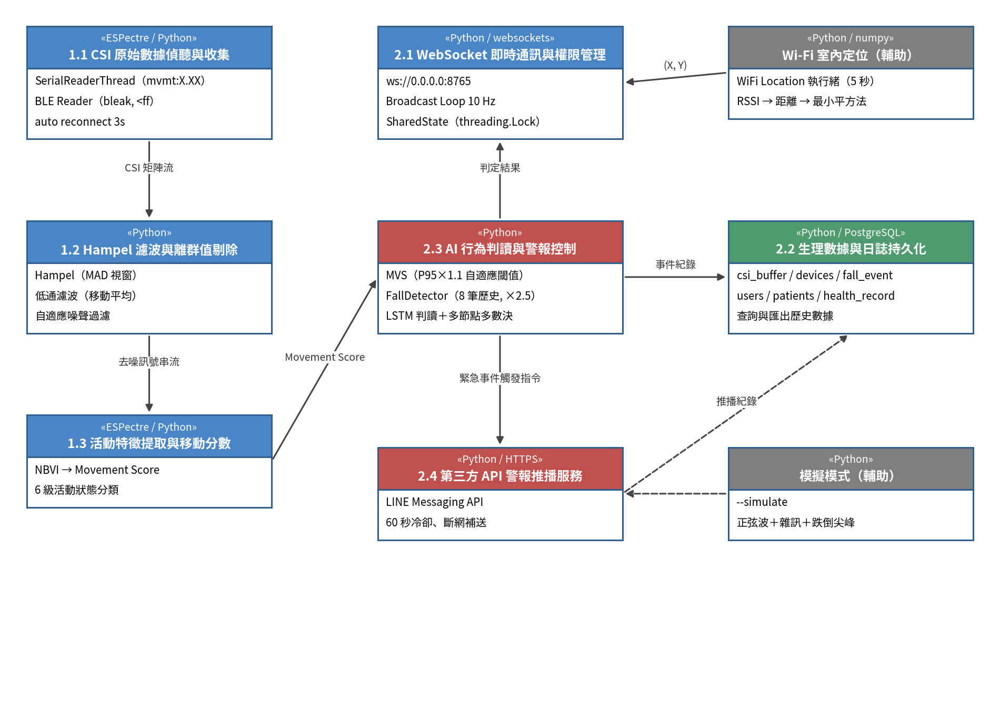 «ESPectre / Python»
1.1 CSI 原始數據偵聽與收集
SerialReaderThread（mvmt:X.XX）
BLE Reader（bleak, <ff）
auto reconnect 3s
«Python / websockets»
2.1 WebSocket 即時通訊與權限管理
ws://0.0.0.0:8765
Broadcast Loop 10 Hz
SharedState（threading.Lock）
(X, Y)
«Python / numpy»
Wi-Fi 室內定位（輔助）
WiFi Location 執行緒（5 秒）
RSSI → 距離 → 最小平方法
CSI 矩陣流
判定結果
«Python»
1.2 Hampel 濾波與離群值剔除
Hampel（MAD 視窗）
低通濾波（移動平均）
自適應噪聲過濾
«Python»
2.3 AI 行為判讀與警報控制
MVS（P95×1.1 自適應閾值）
FallDetector（8 筆歷史, ×2.5）
LSTM 判讀＋多節點多數決
事件紀錄
«Python / PostgreSQL»
2.2 生理數據與日誌持久化
csi_buffer / devices / fall_event
users / patients / health_record
查詢與匯出歷史數據
去噪訊號串流
Movement Score
緊急事件觸發指令
推播紀錄
«ESPectre / Python»
1.3 活動特徵提取與移動分數
NBVI → Movement Score
6 級活動狀態分類
«Python / HTTPS»
2.4 第三方 API 警報推播服務
LINE Messaging API
60 秒冷卻、斷網補送
«Python»
模擬模式（輔助）
--simulate
正弦波＋雜訊＋跌倒尖峰